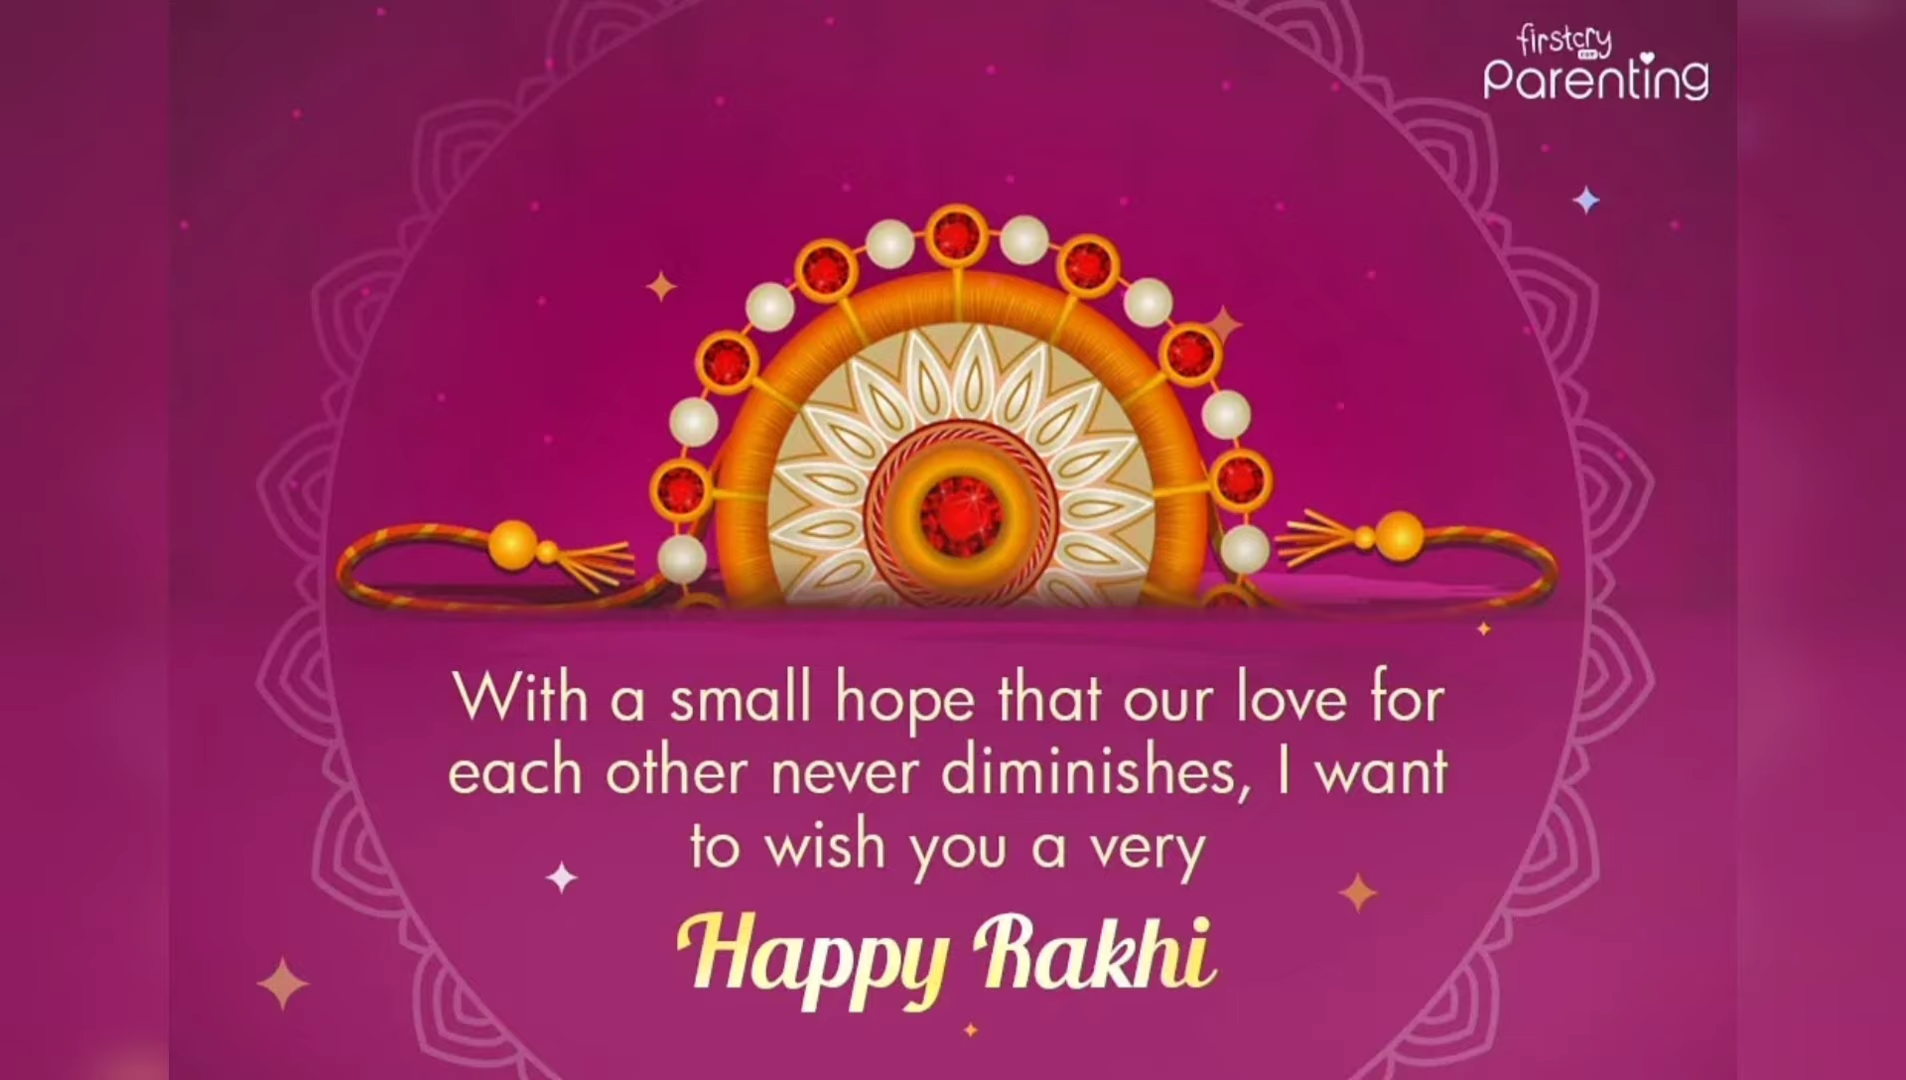 firstcry
Parenting
With a small hope that our love for
each other never diminishes, I want
to wish you a very
Happy Rakhi